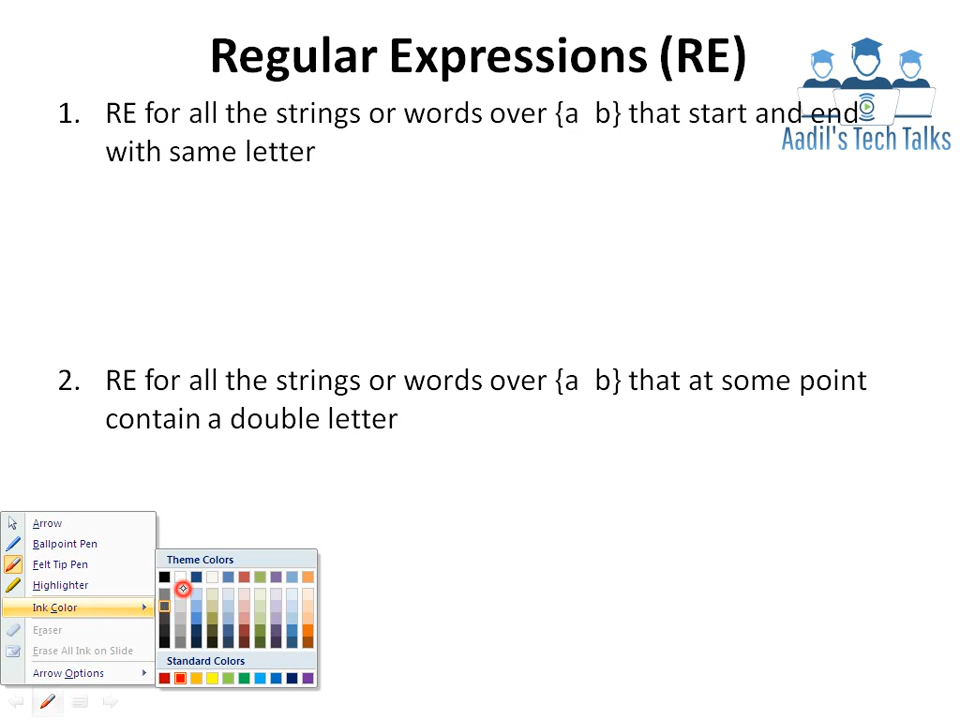 Regular Expressions (RE)
1. RE for all the strings or words over {a b} that start and end
with same letter
Aadil's Tech Talks
2. RE for all the strings or words over {a b} that at some point
contain a double letter
Arrow
Ballpoint Pen
Felt Tip Pen
Highlighter
Ink Color
Eraser
Erase All Ink on Slide
Arrow Options
Theme Colors
Standard Colors